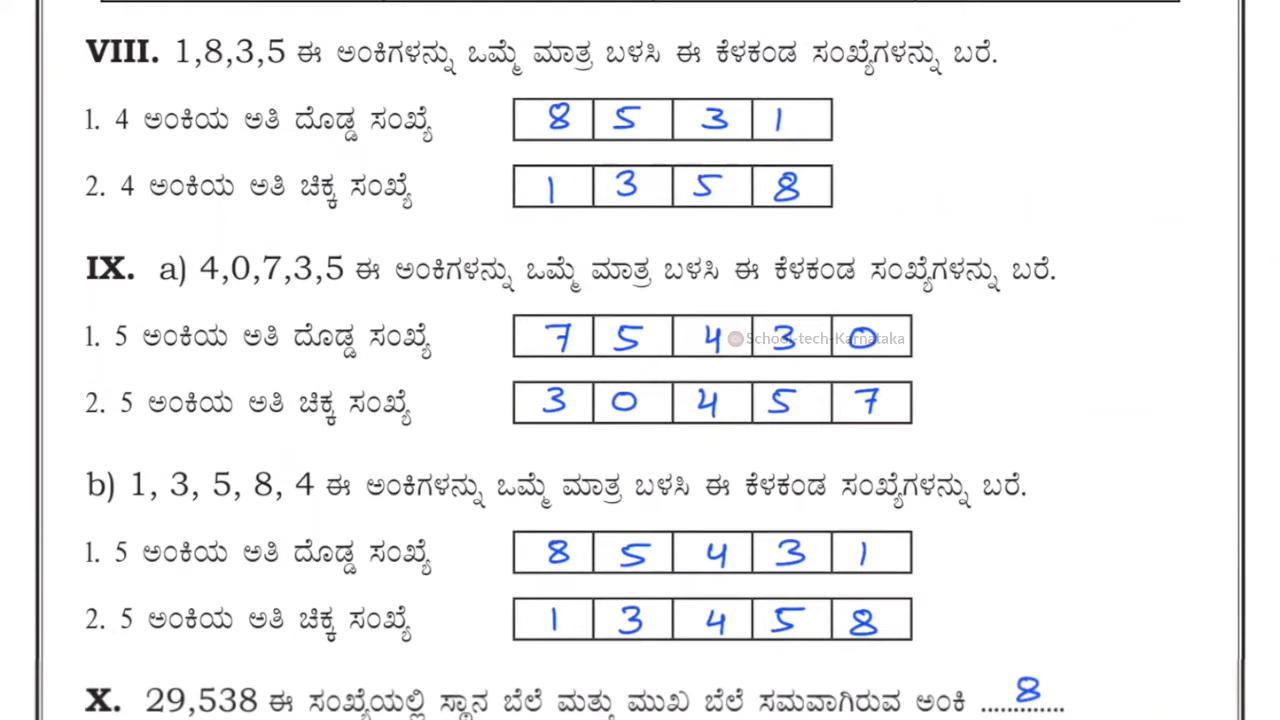 VIII. 1,8,3,5 ಈ ಅಂಕಿಗಳನ್ನು ಒಮ್ಮೆ ಮಾತ್ರ ಬಳಸಿ ಈ ಕೆಳಕಂಡ ಸಂಖ್ಯೆಗಳನ್ನು ಬರೆ.
1. 4 ಅಂಕಿಯ ಅತಿ ದೊಡ್ಡ ಸಂಖ್ಯೆ 8 5 3 1
2. 4 ಅಂಕಿಯ ಅತಿ ಚಿಕ್ಕ ಸಂಖ್ಯೆ 1 3 5 8
IX. a) 4,0,7,3,5 ಈ ಅಂಕಿಗಳನ್ನು ಒಮ್ಮೆ ಮಾತ್ರ ಬಳಸಿ ಈ ಕೆಳಕಂಡ ಸಂಖ್ಯೆಗಳನ್ನು ಬರೆ.
1. 5 ಅಂಕಿಯ ಅತಿ ದೊಡ್ಡ ಸಂಖ್ಯೆ 7 5 4 3 0
School-tech-Karnataka
2. 5 ಅಂಕಿಯ ಅತಿ ಚಿಕ್ಕ ಸಂಖ್ಯೆ 3 0 4 5 7
b) 1, 3, 5, 8, 4 ಈ ಅಂಕಿಗಳನ್ನು ಒಮ್ಮೆ ಮಾತ್ರ ಬಳಸಿ ಈ ಕೆಳಕಂಡ ಸಂಖ್ಯೆಗಳನ್ನು ಬರೆ.
1. 5 ಅಂಕಿಯ ಅತಿ ದೊಡ್ಡ ಸಂಖ್ಯೆ 8 5 4 3 1
2. 5 ಅಂಕಿಯ ಅತಿ ಚಿಕ್ಕ ಸಂಖ್ಯೆ 1 3 4 5 8
X. 29,538 ಈ ಸಂಖ್ಯೆಯಲ್ಲಿ ಸ್ಥಾನ ಬೆಲೆ ಮತ್ತು ಮುಖ ಬೆಲೆ ಸಮವಾಗಿರುವ ಅಂಕಿ ....8....